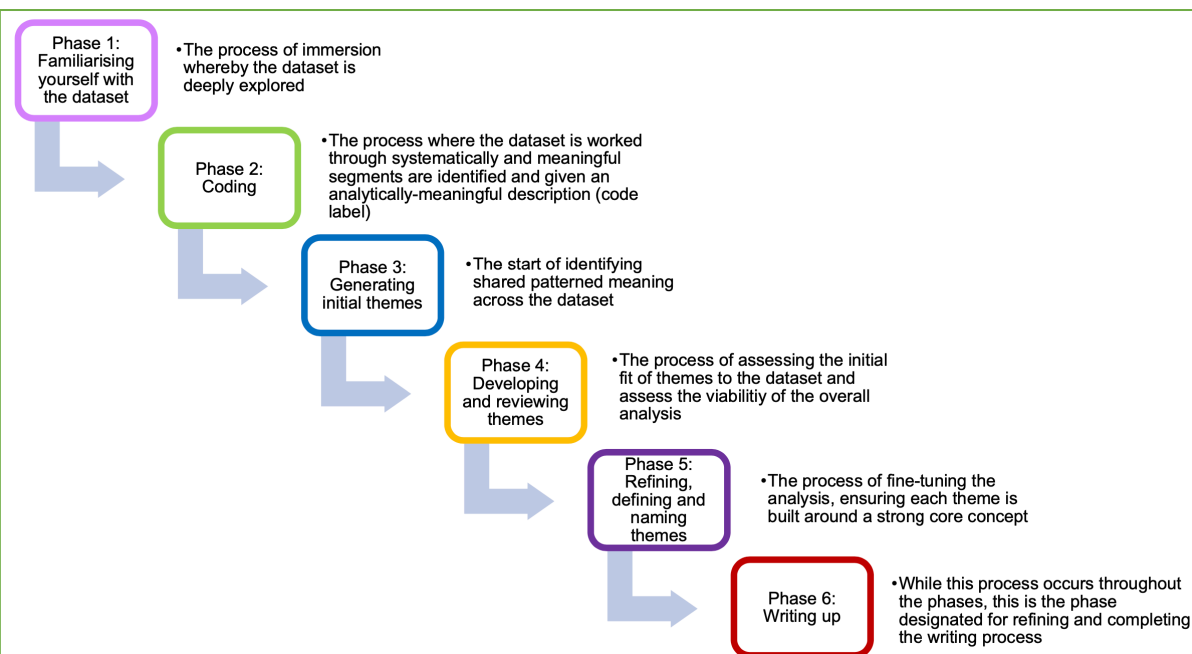 Phase 1:
Familiarising
yourself with
the dataset
•The process of immersion
whereby the dataset is
deeply explored
Phase 2:
Coding
•The process where the dataset is worked
through systematically and meaningful
segments are identified and given an
analytically-meaningful description (code
label)
Phase 3:
Generating
initial themes
•The start of identifying
shared patterned meaning
across the dataset
Phase 4:
Developing
and reviewing
themes
•The process of assessing the initial
fit of themes to the dataset and
assess the viabilitiy of the overall
analysis
Phase 5:
Refining,
defining and
naming
themes
•The process of fine-tuning the
analysis, ensuring each theme is
built around a strong core concept
Phase 6:
Writing up
•While this process occurs throughout
the phases, this is the phase
designated for refining and completing
the writing process